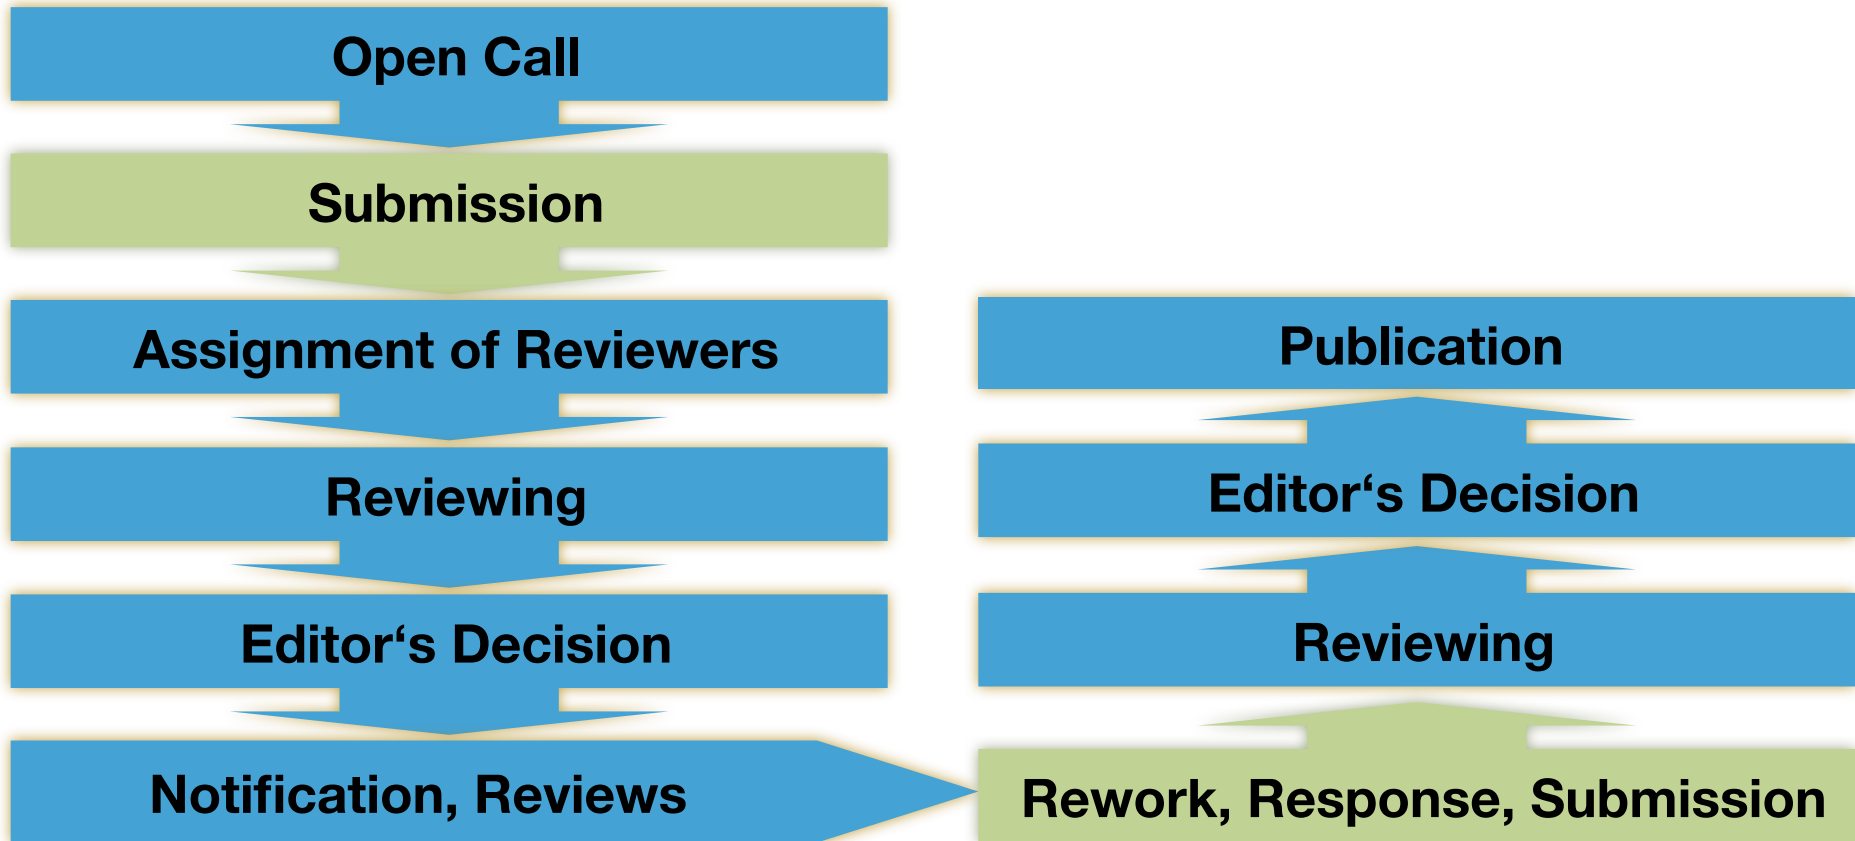 Open Call
Submission
Assignment of Reviewers
Reviewing
Editor‘s Decision
Notification, Reviews
Rework, Response, Submission
Reviewing
Editor‘s Decision
Publication